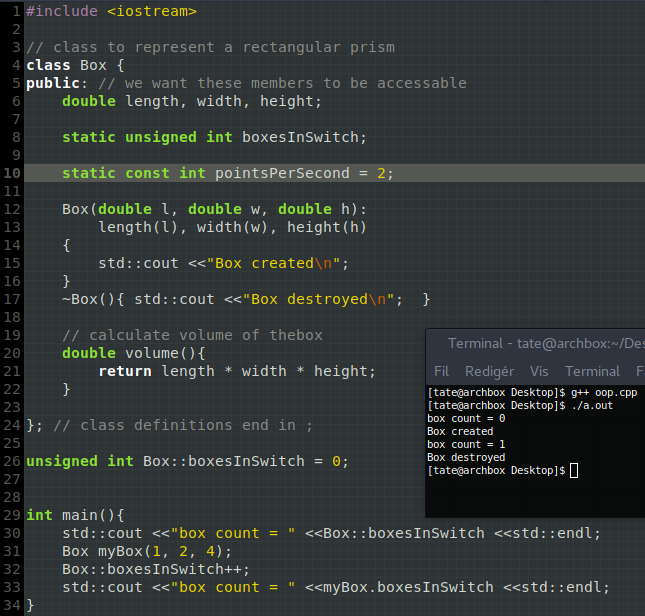 1 #include <iostream>
2
3 // class to represent a rectangular prism
4 class Box {
5 public: // we want these members to be accessable
6     double length, width, height;
7
8     static unsigned int boxesInSwitch;
9
10     static const int pointsPerSecond = 2;
11
12     Box(double l, double w, double h):
13         length(l), width(w), height(h)
14     {
15         std::cout <<"Box created\n";
16     }
17     ~Box(){ std::cout <<"Box destroyed\n";  }
18
19     // calculate volume of thebox
20     double volume(){
21         return length * width * height;
22     }
23
24 }; // class definitions end in ;
25
26 unsigned int Box::boxesInSwitch = 0;
27
28
29 int main(){
30     std::cout <<"box count = " <<Box::boxesInSwitch <<std::endl;
31     Box myBox(1, 2, 4);
32     Box::boxesInSwitch++;
33     std::cout <<"box count = " <<myBox.boxesInSwitch <<std::endl;
34 }
Terminal - tate@archbox:~/Des
Fil Redigér Vis Terminal F
[tate@archbox Desktop]$ g++ oop.cpp
[tate@archbox Desktop]$ ./a.out
box count = 0
Box created
box count = 1
Box destroyed
[tate@archbox Desktop]$